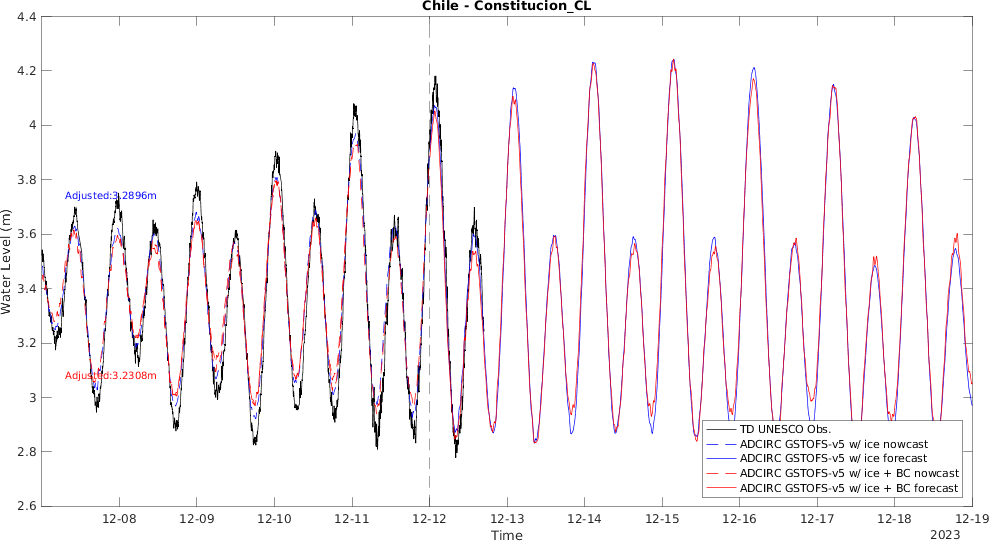 Chile - Constitucion_CL
4.4
4.2
4
3.8
3.6
3.4
3.2
3
2.8
2.6
Water Level (m)
Adjusted:3.2896m
Adjusted:3.2308m
TD UNESCO Obs.
ADCIRC GSTOFS-v5 w/ ice nowcast
ADCIRC GSTOFS-v5 w/ ice forecast
ADCIRC GSTOFS-v5 w/ ice + BC nowcast
ADCIRC GSTOFS-v5 w/ ice + BC forecast
12-08 12-09 12-10 12-11 12-12 12-13 12-14 12-15 12-16 12-17 12-18 12-19
Time
2023